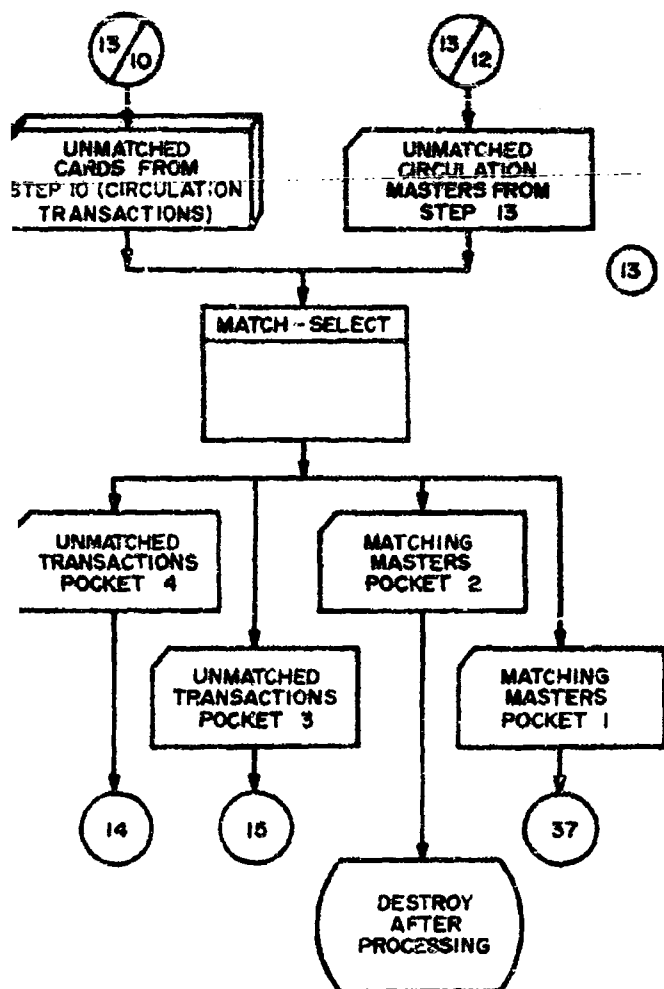 13/10
13/12
UNMATCHED
CARDS FROM
STEP 10 (CIRCULATION
TRANSACTIONS)
UNMATCHED
CIRCULATION
MASTERS FROM
STEP 13
13
MATCH-SELECT
UNMATCHED
TRANSACTIONS
POCKET 4
MATCHING
MASTERS
POCKET 2
UNMATCHED
TRANSACTIONS
POCKET 3
MATCHING
MASTERS
POCKET 1
14
15
37
DESTROY
AFTER
PROCESSING